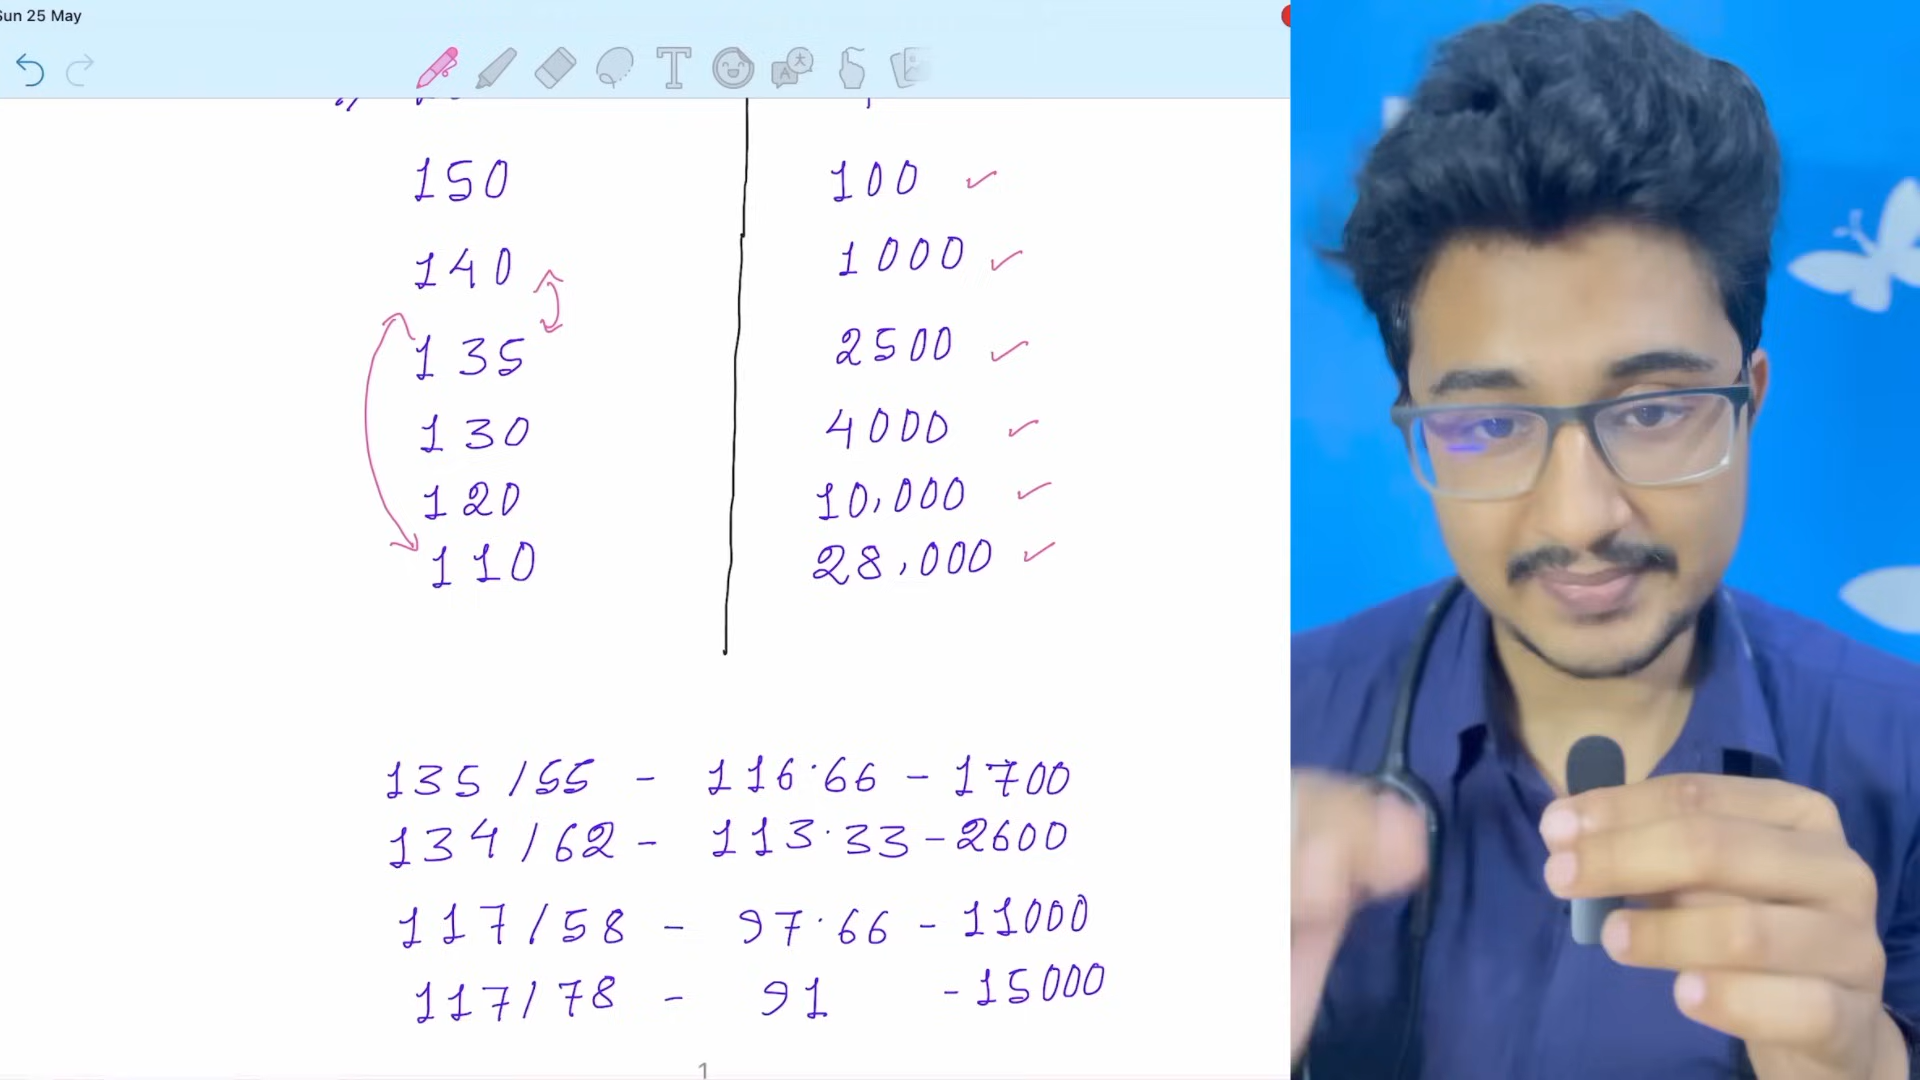 Sun 25 May
150 100
140 1000
135 2500
130 4000
120 10,000
110 28,000
135/55 - 116.66 - 1700
134/62 - 113.33 - 2600
117/58 - 97.66 - 11000
117/78 - 91 - 15000
1